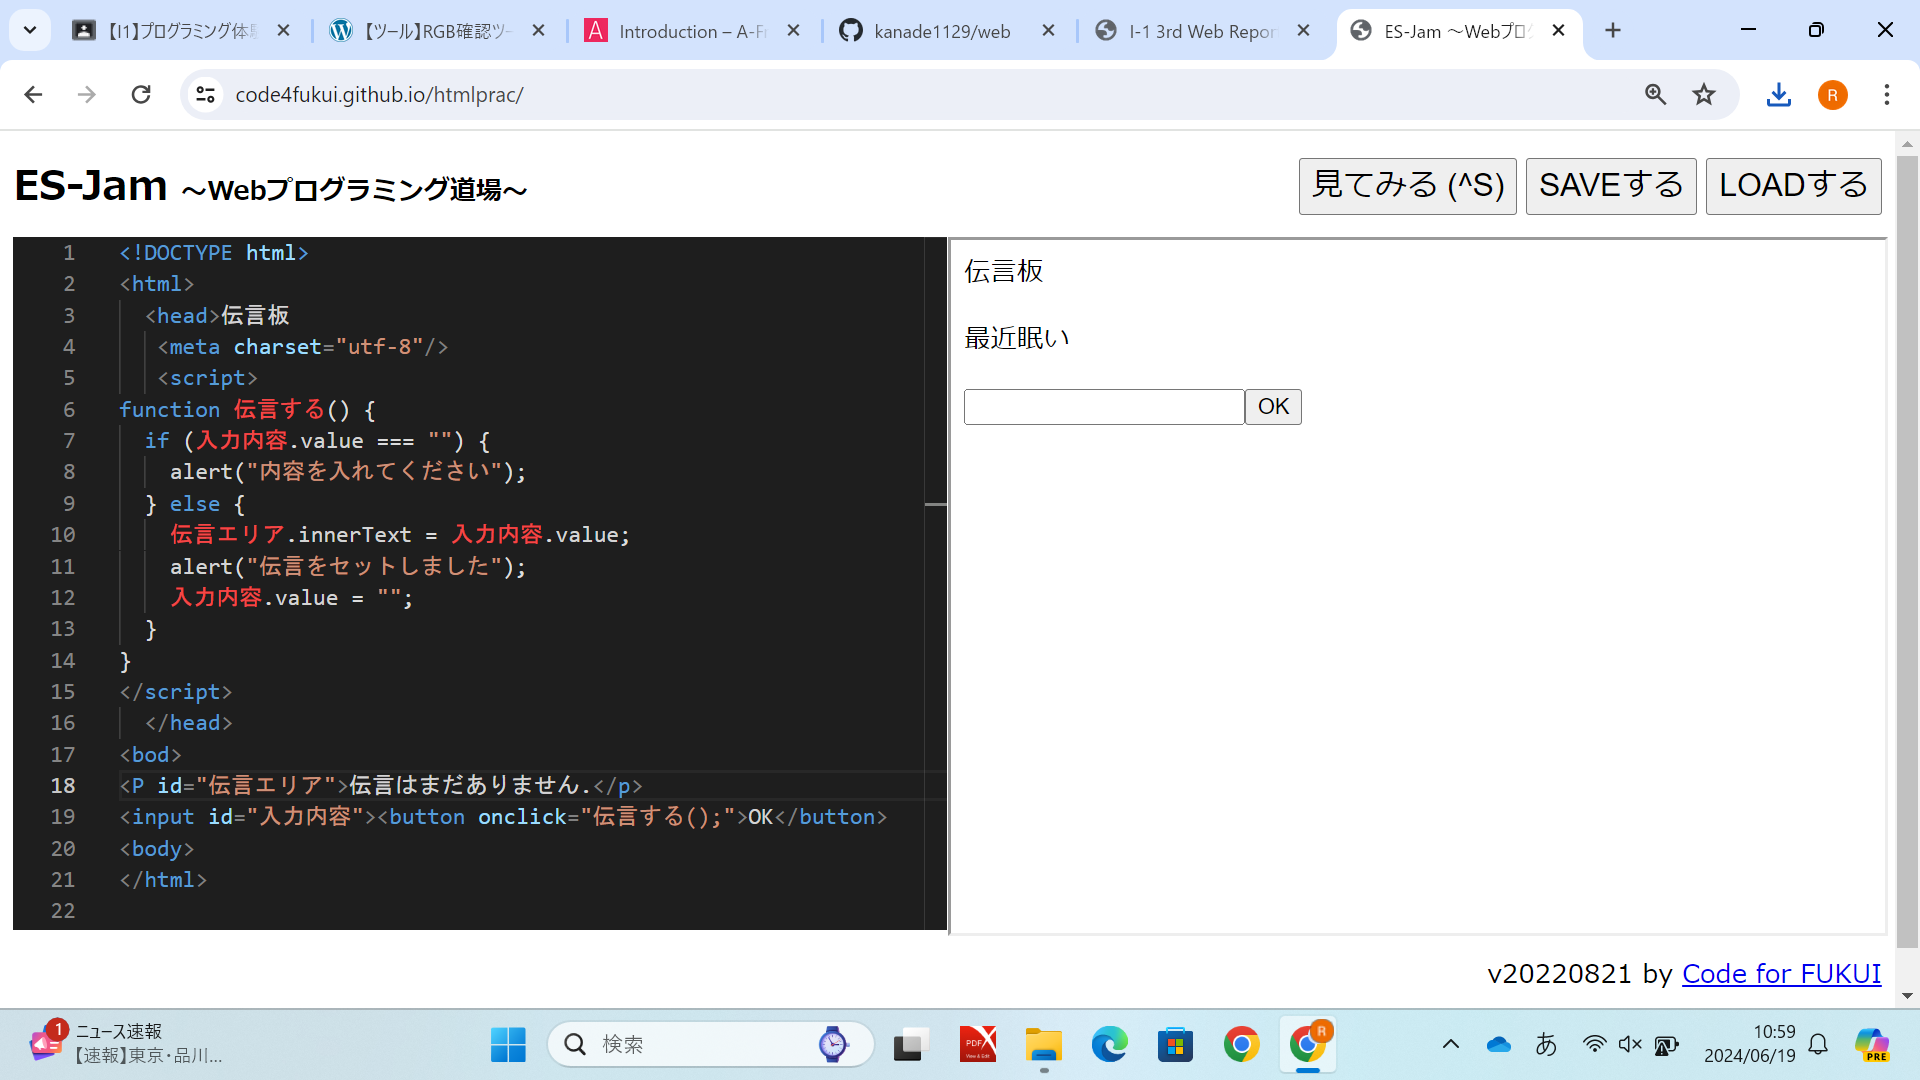 【I1】プログラミング体
【ツール】RGB確認ツー
Introduction – A-Fr
kanade1129/web
I-1 3rd Web Repor
ES-Jam ～Webプロ
code4fukui.github.io/htmlprac/
R
ES-Jam ～Webプログラミング道場～
見てみる (^S)
SAVEする
LOADする
1 <!DOCTYPE html>
2 <html>
3 <head>伝言板
4 <meta charset="utf-8"/>
5 <script>
6 function 伝言する() {
7 if (入力内容.value === "") {
8 alert("内容を入れてください");
9 } else {
10 伝言エリア.innerText = 入力内容.value;
11 alert("伝言をセットしました");
12 入力内容.value = "";
13 }
14 }
15 </script>
16 </head>
17 <bod>
18 <P id="伝言エリア">伝言はまだありません.</p>
19 <input id="入力内容"><button onclick="伝言する();">OK</button>
20 <body>
21 </html>
22
伝言板
最近眠い
OK
v20220821 by Code for FUKUI
1
ニュース速報
【速報】東京・品川...
検索
PDF X
View & Edit
R
あ
10:59
2024/06/19
PRE